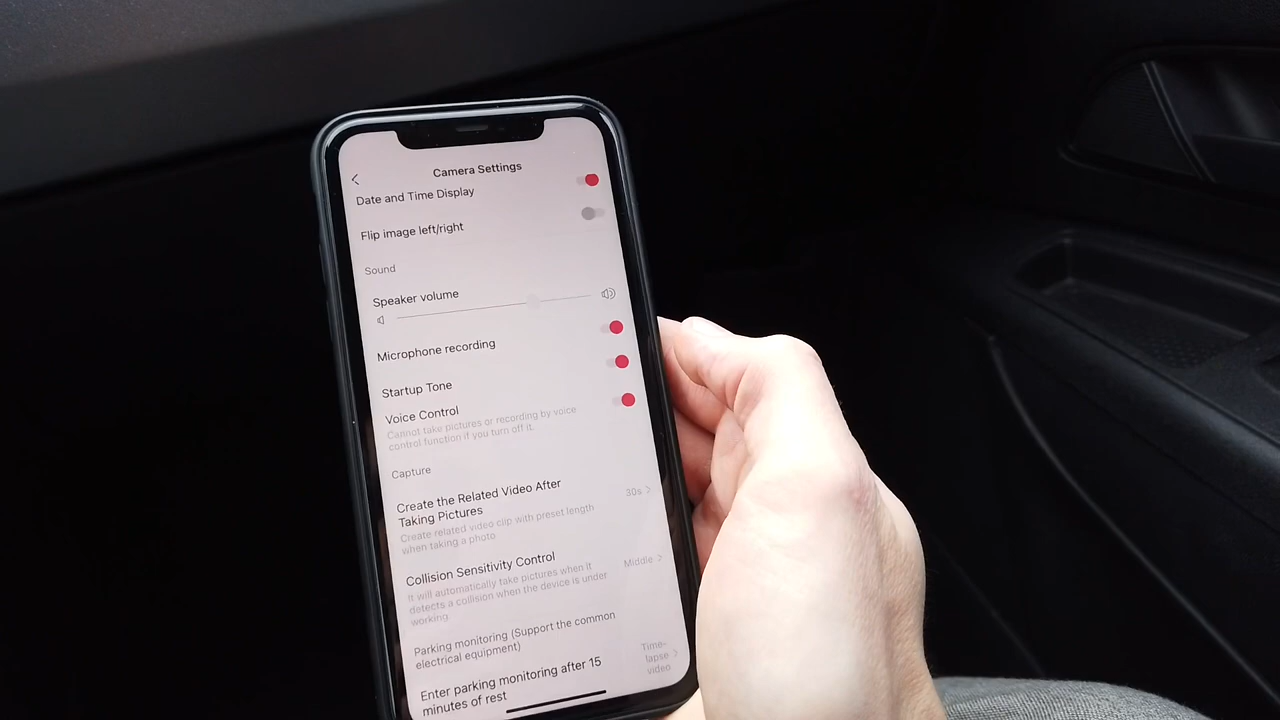 Camera Settings
Date and Time Display
Flip image left/right
Sound
Speaker volume
Microphone recording
Startup Tone
Voice Control
Cannot take pictures or recording by voice
control function if you turn off it.
Capture
Create the Related Video After
Taking Pictures
30s
Create related video clip with preset length
when taking a photo
Collision Sensitivity Control
Middle
It will automatically take pictures when it
detects a collision when the device is under
working
Parking monitoring (Support the common
electrical equipment)
Enter parking monitoring after 15
minutes of rest
Time-
lapse
video